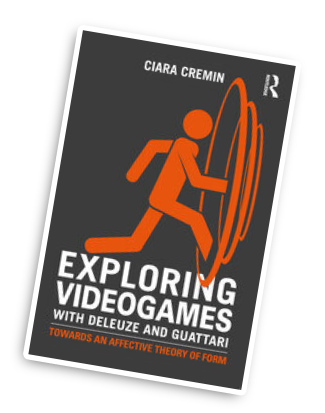 CIARA CREMIN
EXPLORING
VIDEOGAMES
WITH DELEUZE AND GUATTARI
TOWARDS AN AFFECTIVE THEORY OF FORM